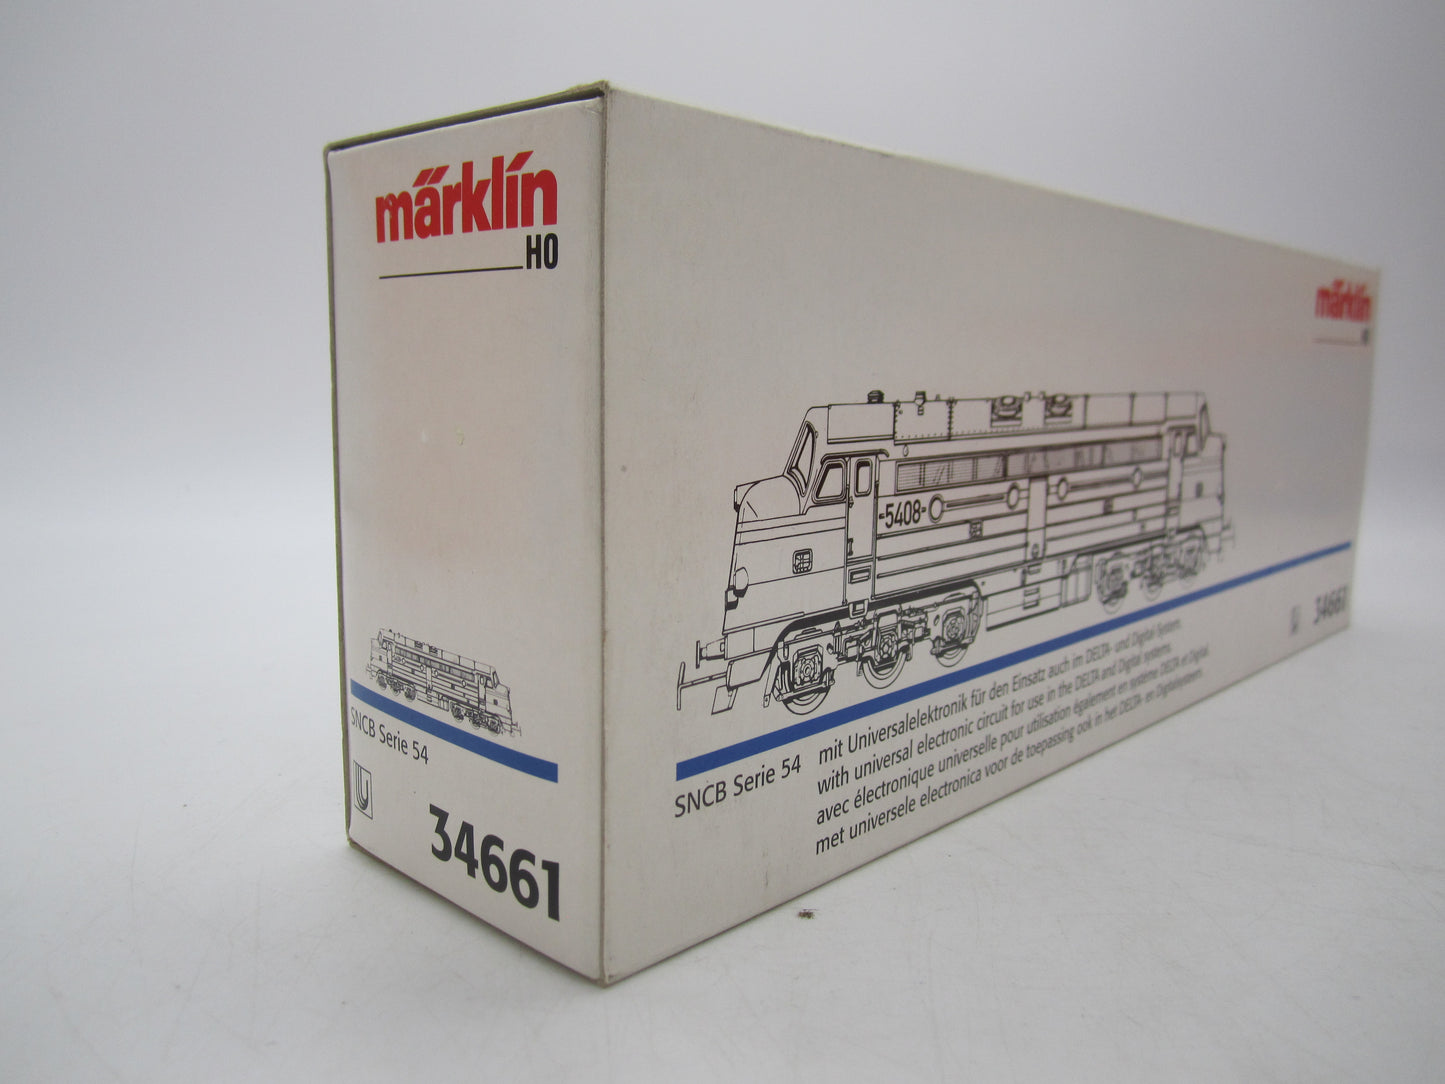 märklin
HO
SNCB Serie 54
U
34661
märklin
HO
-5408-
SNCB Serie 54
mit Universalelektronik für den Einsatz auch im DELTA- und Digital-System.
with universal electronic circuit for use in the DELTA and Digital systems.
avec électronique universelle pour utilisation également en système DELTA et Digital.
met universele electronica voor de toepassing ook in het DELTA- en Digitalsysteem.
U
34661